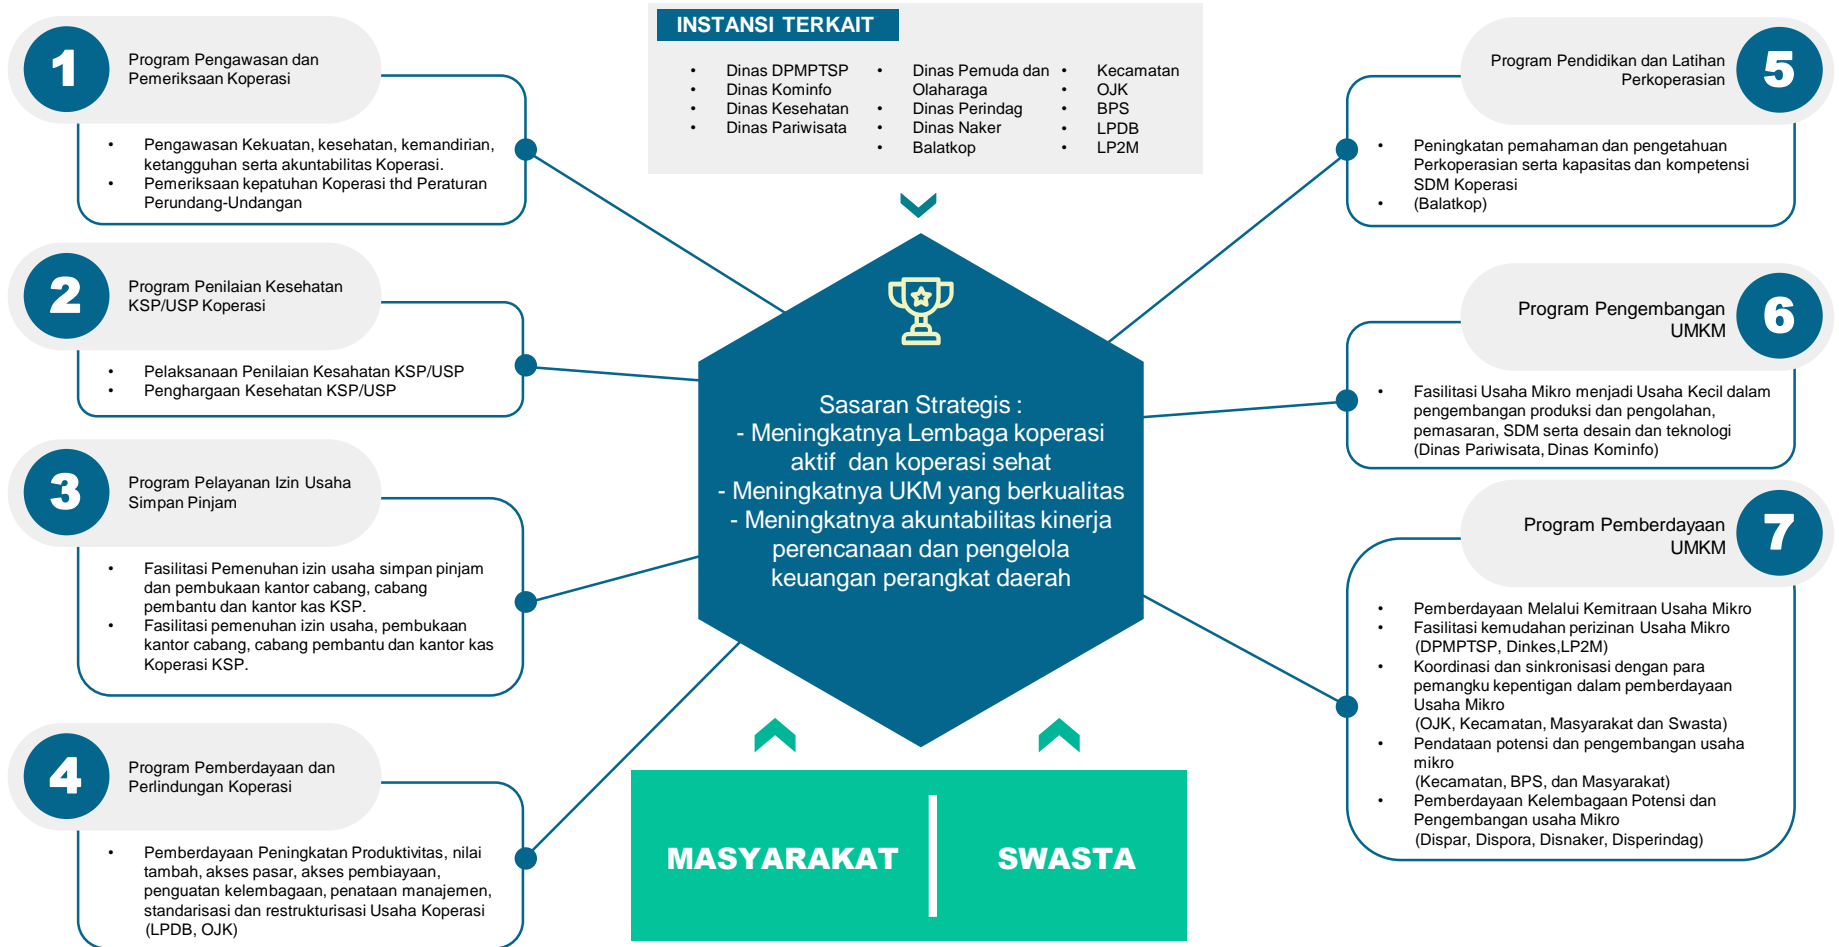 1
Program Pengawasan dan
Pemeriksaan Koperasi
• Pengawasan Kekuatan, kesehatan, kemandirian,
ketangguhan serta akuntabilitas Koperasi.
• Pemeriksaan kepatuhan Koperasi thd Peraturan
Perundang-Undangan
2
Program Penilaian Kesehatan
KSP/USP Koperasi
• Pelaksanaan Penilaian Kesahatan KSP/USP
• Penghargaan Kesehatan KSP/USP
3
Program Pelayanan Izin Usaha
Simpan Pinjam
• Fasilitasi Pemenuhan izin usaha simpan pinjam
dan pembukaan kantor cabang, cabang
pembantu dan kantor kas KSP.
• Fasilitasi pemenuhan izin usaha, pembukaan
kantor cabang, cabang pembantu dan kantor kas
Koperasi KSP.
4
Program Pemberdayaan dan
Perlindungan Koperasi
• Pemberdayaan Peningkatan Produktivitas, nilai
tambah, akses pasar, akses pembiayaan,
penguatan kelembagaan, penataan manajemen,
standarisasi dan restrukturisasi Usaha Koperasi
(LPDB, OJK)
INSTANSI TERKAIT
• Dinas DPMPTSP
• Dinas Kominfo
• Dinas Kesehatan
• Dinas Pariwisata
• Dinas Pemuda dan
Olaharaga
• Dinas Perindag
• Dinas Naker
• Balatkop
• Kecamatan
• OJK
• BPS
• LPDB
• LP2M
Sasaran Strategis :
- Meningkatnya Lembaga koperasi
aktif dan koperasi sehat
- Meningkatnya UKM yang berkualitas
- Meningkatnya akuntabilitas kinerja
perencanaan dan pengelola
keuangan perangkat daerah
MASYARAKAT
SWASTA
Program Pendidikan dan Latihan
Perkoperasian
5
• Peningkatan pemahaman dan pengetahuan
Perkoperasian serta kapasitas dan kompetensi
SDM Koperasi
• (Balatkop)
Program Pengembangan
UMKM
6
• Fasilitasi Usaha Mikro menjadi Usaha Kecil dalam
pengembangan produksi dan pengolahan,
pemasaran, SDM serta desain dan teknologi
(Dinas Pariwisata, Dinas Kominfo)
Program Pemberdayaan
UMKM
7
• Pemberdayaan Melalui Kemitraan Usaha Mikro
• Fasilitasi kemudahan perizinan Usaha Mikro
(DPMPTSP, Dinkes,LP2M)
• Koordinasi dan sinkronisasi dengan para
pemangku kepentigan dalam pemberdayaan
Usaha Mikro
(OJK, Kecamatan, Masyarakat dan Swasta)
• Pendataan potensi dan pengembangan usaha
mikro
(Kecamatan, BPS, dan Masyarakat)
• Pemberdayaan Kelembagaan Potensi dan
Pengembangan usaha Mikro
(Dispar, Dispora, Disnaker, Disperindag)